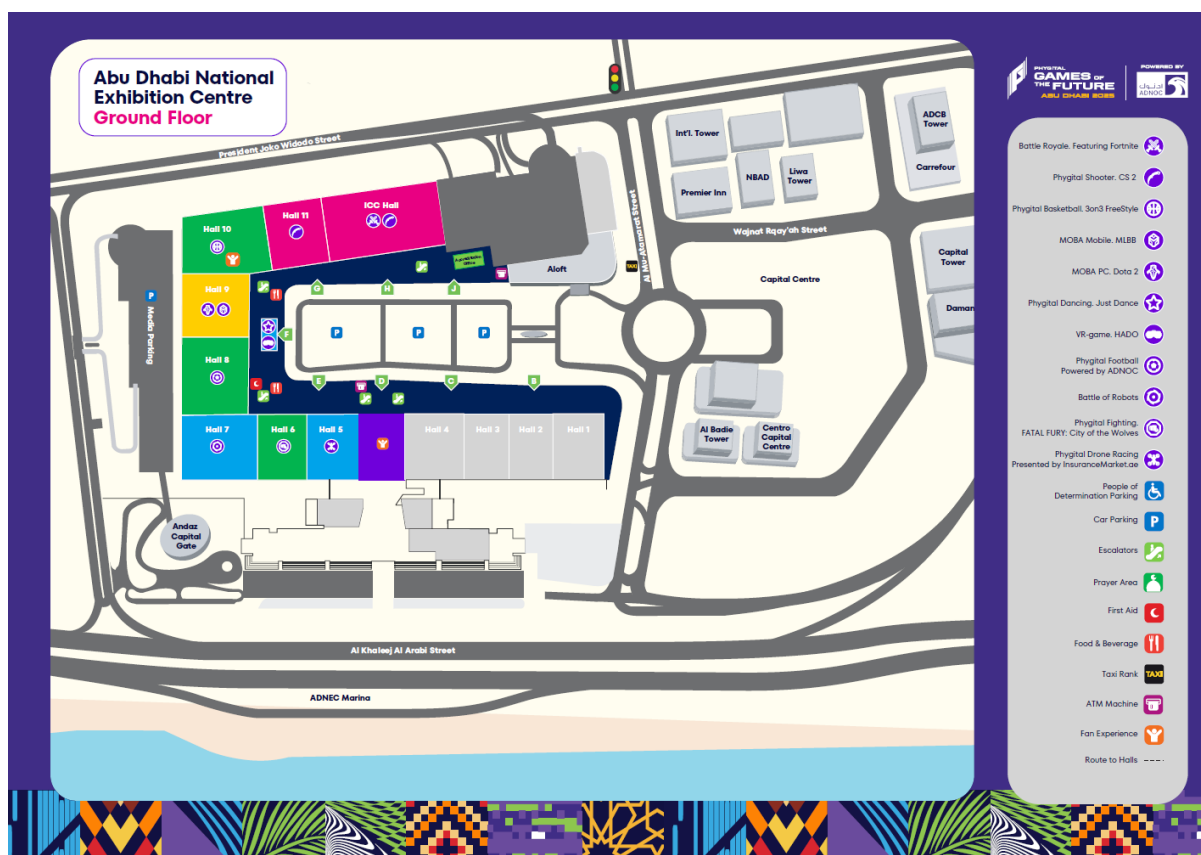 Abu Dhabi National
Exhibition Centre
Ground Floor
President Joko Widodo Street
Al Mu'Atamarat Street
Wajnat Rqay'ah Street
Int'l. Tower
NBAD
Liwa
Tower
Premier Inn
ADCB
Tower
Carrefour
Capital
Tower
Daman
Capital Centre
Hall 10
Hall 11
ICC Hall
Aloft
TAXI
Hall 9
Hall 8
Hall 7
Hall 6
Hall 5
Hall 4
Hall 3
Hall 2
Hall 1
G
H
J
F
E
D
C
B
P
P
P
P
Media Parking
Al Badie
Tower
Centro
Capital
Centre
Andaz
Capital
Gate
Al Khaleej Al Arabi Street
ADNEC Marina
PHYGITAL
GAMES OF
THE FUTURE
ABU DHABI 2025
POWERED BY
أدنوك
ADNOC
Battle Royale. Featuring Fortnite
Phygital Shooter. CS 2
Phygital Basketball. 3on3 FreeStyle
MOBA Mobile. MLBB
MOBA PC. Dota 2
Phygital Dancing. Just Dance
VR-game. HADO
Phygital Football
Powered by ADNOC
Battle of Robots
Phygital Fighting.
FATAL FURY: City of the Wolves
Phygital Drone Racing
Presented by InsuranceMarket.ae
People of
Determination Parking
Car Parking
P
Escalators
Prayer Area
First Aid
Food & Beverage
Taxi Rank
TAXI
ATM Machine
Fan Experience
Route to Halls